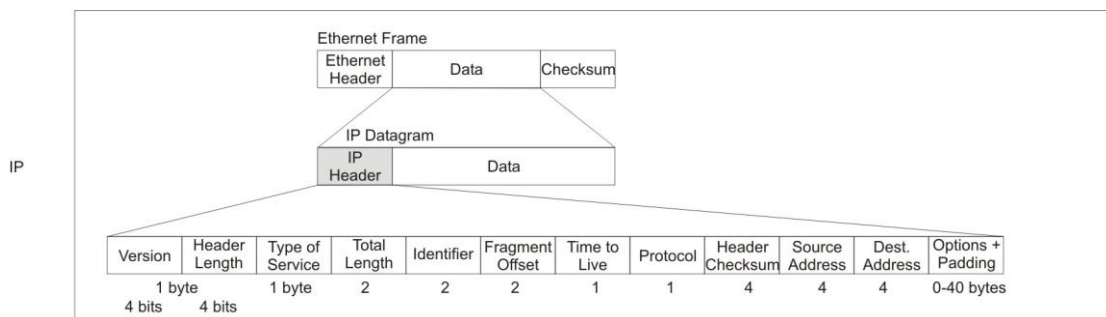 Ethernet Frame
Ethernet
Header
Data
Checksum
IP Datagram
IP
IP
Header
Data
Version
Header
Length
Type of
Service
Total
Length
Identifier
Fragment
Offset
Time to
Live
Protocol
Header
Checksum
Source
Address
Dest.
Address
Options +
Padding
1 byte
1 byte
2
2
2
1
1
4
4
4
0-40 bytes
4 bits
4 bits